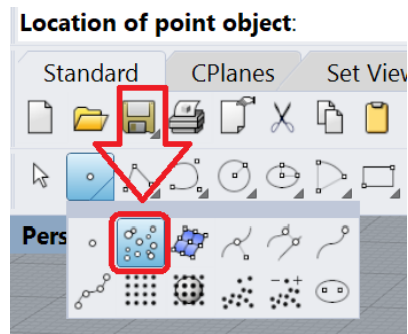 Location of point object:
Standard CPlanes Set View
Pers